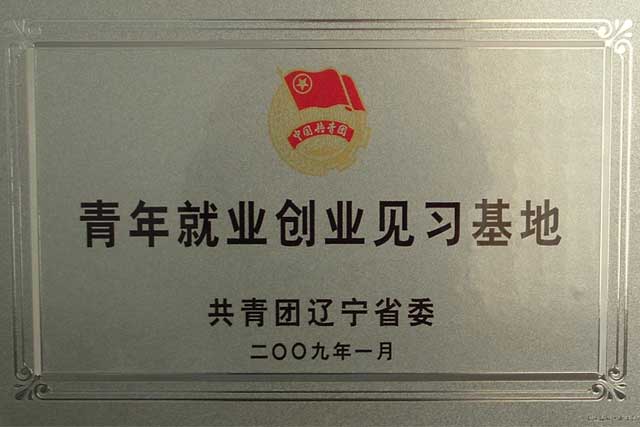 中国共青团
青年就业创业见习基地
共青团辽宁省委
二〇〇九年一月